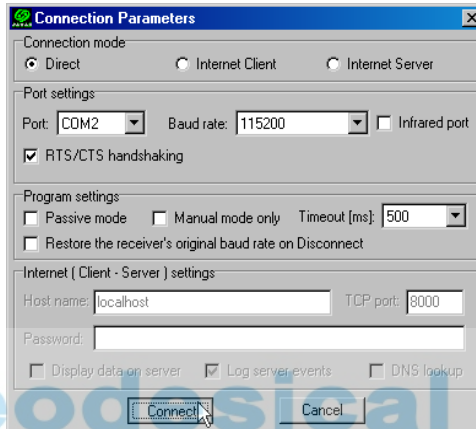 Connection Parameters
Connection mode
Direct Internet Client Internet Server
Port settings
Port: COM2 Baud rate: 115200 Infrared port
RTS/CTS handshaking
Program settings
Passive mode Manual mode only Timeout [ms]: 500
Restore the receiver's original baud rate on Disconnect
Internet ( Client - Server ) settings
Host name: localhost TCP port: 8000
Password:
Display data on server Log server events DNS lookup
eodesical
Connect Cancel